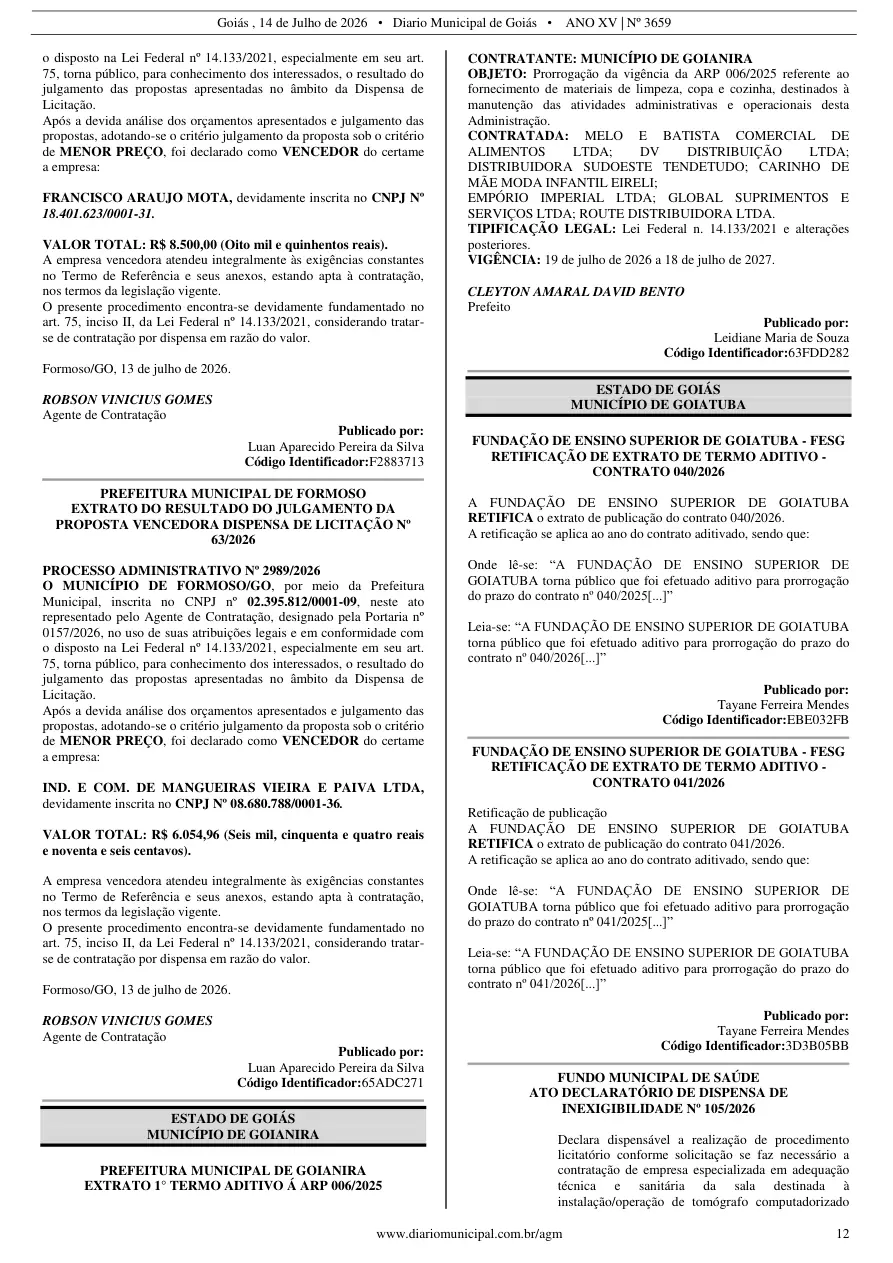 Goiás , 14 de Julho de 2026 • Diario Municipal de Goiás • ANO XV | Nº 3659
o disposto na Lei Federal nº 14.133/2021, especialmente em seu art.
75, torna público, para conhecimento dos interessados, o resultado do
julgamento das propostas apresentadas no âmbito da Dispensa de
Licitação.
Após a devida análise dos orçamentos apresentados e julgamento das
propostas, adotando-se o critério julgamento da proposta sob o critério
de MENOR PREÇO, foi declarado como VENCEDOR do certame
a empresa:
FRANCISCO ARAUJO MOTA, devidamente inscrita no CNPJ Nº
18.401.623/0001-31.
VALOR TOTAL: R$ 8.500,00 (Oito mil e quinhentos reais).
A empresa vencedora atendeu integralmente às exigências constantes
no Termo de Referência e seus anexos, estando apta à contratação,
nos termos da legislação vigente.
O presente procedimento encontra-se devidamente fundamentado no
art. 75, inciso II, da Lei Federal nº 14.133/2021, considerando tratar-
se de contratação por dispensa em razão do valor.
Formoso/GO, 13 de julho de 2026.
ROBSON VINICIUS GOMES
Agente de Contratação
Publicado por:
Luan Aparecido Pereira da Silva
Código Identificador:F2883713
PREFEITURA MUNICIPAL DE FORMOSO
EXTRATO DO RESULTADO DO JULGAMENTO DA
PROPOSTA VENCEDORA DISPENSA DE LICITAÇÃO Nº
63/2026
PROCESSO ADMINISTRATIVO Nº 2989/2026
O MUNICÍPIO DE FORMOSO/GO, por meio da Prefeitura
Municipal, inscrita no CNPJ nº 02.395.812/0001-09, neste ato
representado pelo Agente de Contratação, designado pela Portaria nº
0157/2026, no uso de suas atribuições legais e em conformidade com
o disposto na Lei Federal nº 14.133/2021, especialmente em seu art.
75, torna público, para conhecimento dos interessados, o resultado do
julgamento das propostas apresentadas no âmbito da Dispensa de
Licitação.
Após a devida análise dos orçamentos apresentados e julgamento das
propostas, adotando-se o critério julgamento da proposta sob o critério
de MENOR PREÇO, foi declarado como VENCEDOR do certame
a empresa:
IND. E COM. DE MANGUEIRAS VIEIRA E PAIVA LTDA,
devidamente inscrita no CNPJ Nº 08.680.788/0001-36.
VALOR TOTAL: R$ 6.054,96 (Seis mil, cinquenta e quatro reais
e noventa e seis centavos).
A empresa vencedora atendeu integralmente às exigências constantes
no Termo de Referência e seus anexos, estando apta à contratação,
nos termos da legislação vigente.
O presente procedimento encontra-se devidamente fundamentado no
art. 75, inciso II, da Lei Federal nº 14.133/2021, considerando tratar-
se de contratação por dispensa em razão do valor.
Formoso/GO, 13 de julho de 2026.
ROBSON VINICIUS GOMES
Agente de Contratação
Publicado por:
Luan Aparecido Pereira da Silva
Código Identificador:65ADC271
ESTADO DE GOIÁS
MUNICÍPIO DE GOIANIRA
PREFEITURA MUNICIPAL DE GOIANIRA
EXTRATO 1° TERMO ADITIVO Á ARP 006/2025
CONTRATANTE: MUNICÍPIO DE GOIANIRA
OBJETO: Prorrogação da vigência da ARP 006/2025 referente ao
fornecimento de materiais de limpeza, copa e cozinha, destinados à
manutenção das atividades administrativas e operacionais desta
Administração.
CONTRATADA: MELO E BATISTA COMERCIAL DE
ALIMENTOS LTDA; DV DISTRIBUIÇÃO LTDA;
DISTRIBUIDORA SUDOESTE TENDETUDO; CARINHO DE
MÃE MODA INFANTIL EIRELI;
EMPÓRIO IMPERIAL LTDA; GLOBAL SUPRIMENTOS E
SERVIÇOS LTDA; ROUTE DISTRIBUIDORA LTDA.
TIPIFICAÇÃO LEGAL: Lei Federal n. 14.133/2021 e alterações
posteriores.
VIGÊNCIA: 19 de julho de 2026 a 18 de julho de 2027.
CLEYTON AMARAL DAVID BENTO
Prefeito
Publicado por:
Leidiane Maria de Souza
Código Identificador:63FDD282
ESTADO DE GOIÁS
MUNICÍPIO DE GOIATUBA
FUNDAÇÃO DE ENSINO SUPERIOR DE GOIATUBA - FESG
RETIFICAÇÃO DE EXTRATO DE TERMO ADITIVO -
CONTRATO 040/2026
A FUNDAÇÃO DE ENSINO SUPERIOR DE GOIATUBA
RETIFICA o extrato de publicação do contrato 040/2026.
A retificação se aplica ao ano do contrato aditivado, sendo que:
Onde lê-se: “A FUNDAÇÃO DE ENSINO SUPERIOR DE
GOIATUBA torna público que foi efetuado aditivo para prorrogação
do prazo do contrato nº 040/2025[...]”
Leia-se: “A FUNDAÇÃO DE ENSINO SUPERIOR DE GOIATUBA
torna público que foi efetuado aditivo para prorrogação do prazo do
contrato nº 040/2026[...]”
Publicado por:
Tayane Ferreira Mendes
Código Identificador:EBE032FB
FUNDAÇÃO DE ENSINO SUPERIOR DE GOIATUBA - FESG
RETIFICAÇÃO DE EXTRATO DE TERMO ADITIVO -
CONTRATO 041/2026
Retificação de publicação
A FUNDAÇÃO DE ENSINO SUPERIOR DE GOIATUBA
RETIFICA o extrato de publicação do contrato 041/2026.
A retificação se aplica ao ano do contrato aditivado, sendo que:
Onde lê-se: “A FUNDAÇÃO DE ENSINO SUPERIOR DE
GOIATUBA torna público que foi efetuado aditivo para prorrogação
do prazo do contrato nº 041/2025[...]”
Leia-se: “A FUNDAÇÃO DE ENSINO SUPERIOR DE GOIATUBA
torna público que foi efetuado aditivo para prorrogação do prazo do
contrato nº 041/2026[...]”
Publicado por:
Tayane Ferreira Mendes
Código Identificador:3D3B05BB
FUNDO MUNICIPAL DE SAÚDE
ATO DECLARATÓRIO DE DISPENSA DE
INEXIGIBILIDADE Nº 105/2026
Declara dispensável a realização de procedimento
licitatório conforme solicitação se faz necessário a
contratação de empresa especializada em adequação
técnica e sanitária da sala destinada à
instalação/operação de tomógrafo computadorizado
www.diariomunicipal.com.br/agm
12